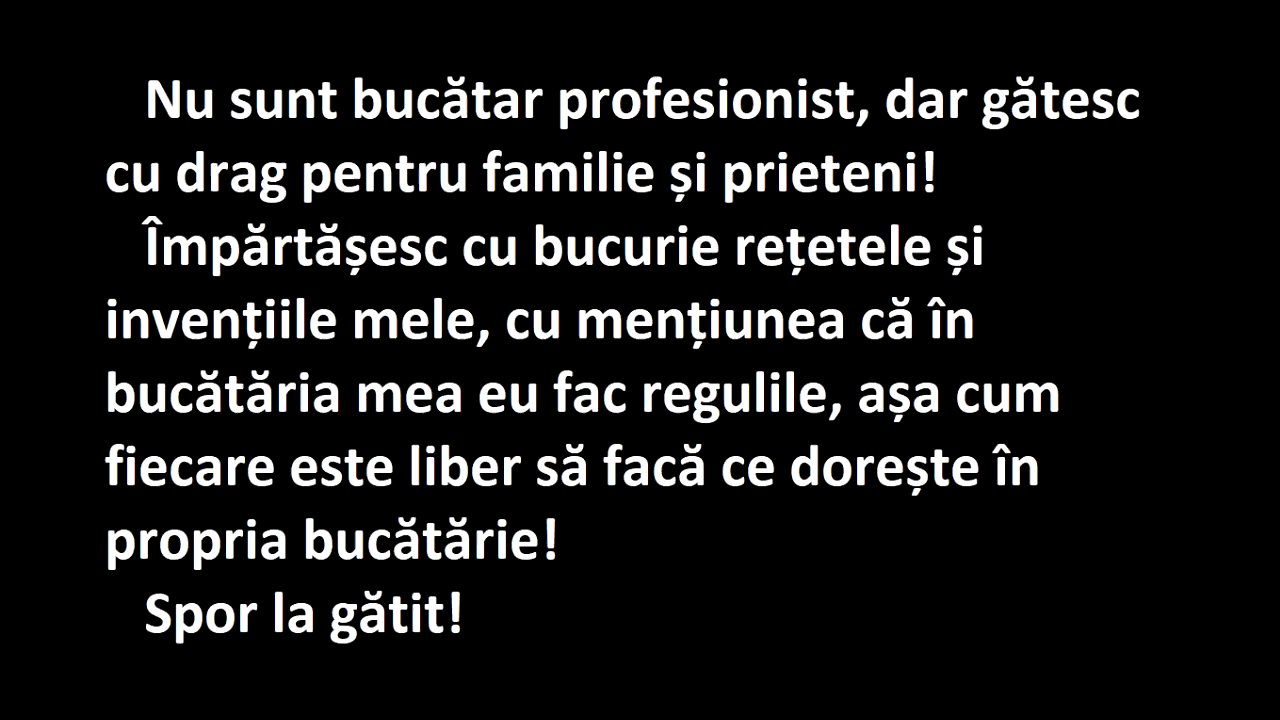 Nu sunt bucătar profesionist, dar gătesc
cu drag pentru familie și prieteni!
Împărtășesc cu bucurie rețetele și
invențiile mele, cu mențiunea că în
bucătăria mea eu fac regulile, așa cum
fiecare este liber să facă ce dorește în
propria bucătărie!
Spor la gătit!